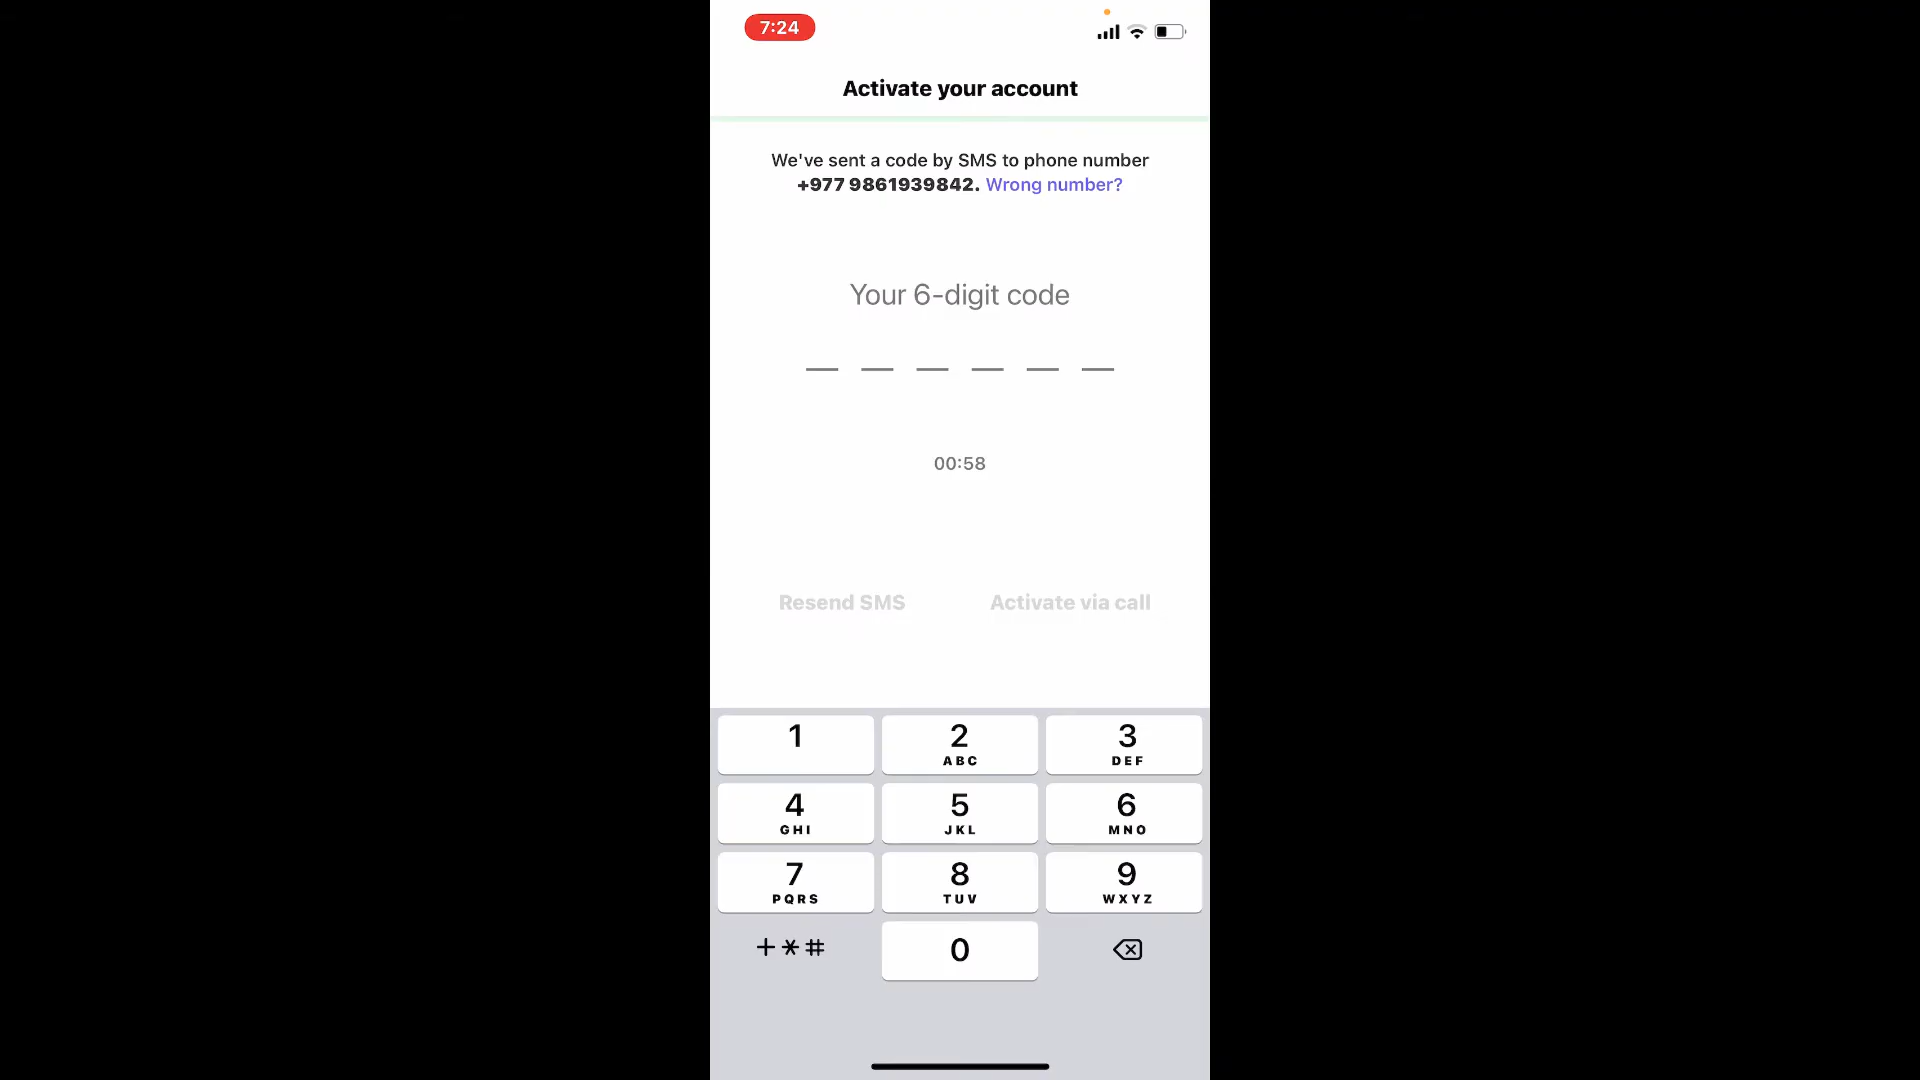 7:24
Activate your account
We've sent a code by SMS to phone number
+977 9861939842. Wrong number?
Your 6-digit code
00:58
Resend SMS Activate via call
1 2 3
ABC DEF
4 5 6
GHI JKL MNO
7 8 9
PQRS TUV WXYZ
+*# 0